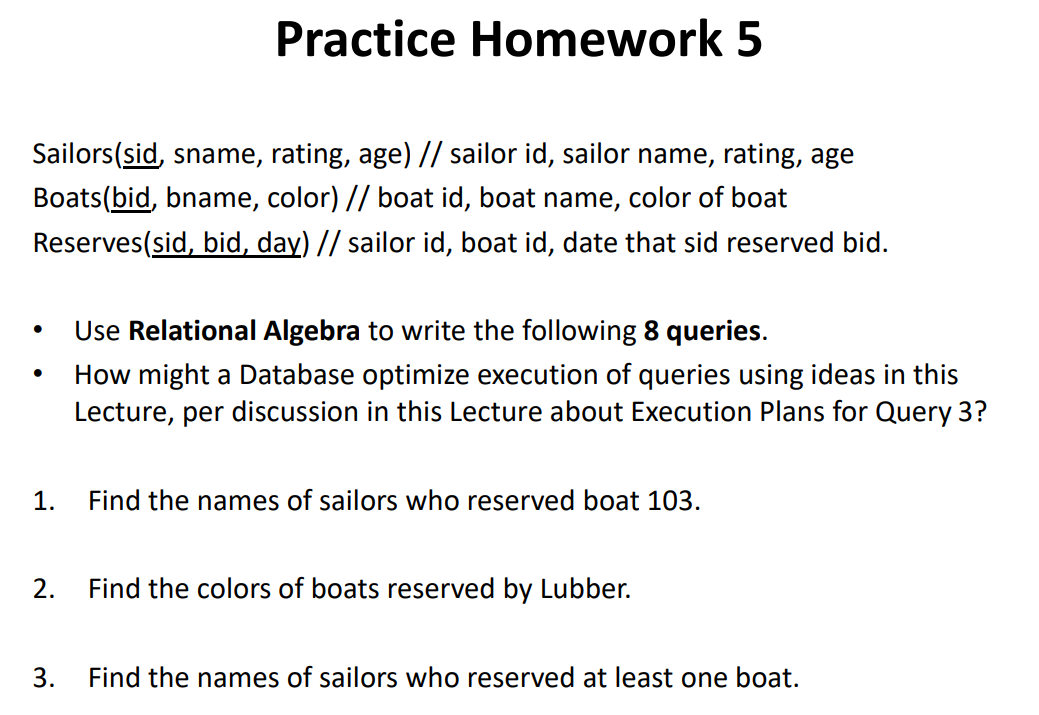 Practice Homework 5
Sailors(sid, sname, rating, age) // sailor id, sailor name, rating, age
Boats(bid, bname, color) // boat id, boat name, color of boat
Reserves(sid, bid, day) // sailor id, boat id, date that sid reserved bid.
• Use Relational Algebra to write the following 8 queries.
• How might a Database optimize execution of queries using ideas in this
Lecture, per discussion in this Lecture about Execution Plans for Query 3?
1. Find the names of sailors who reserved boat 103.
2. Find the colors of boats reserved by Lubber.
3. Find the names of sailors who reserved at least one boat.